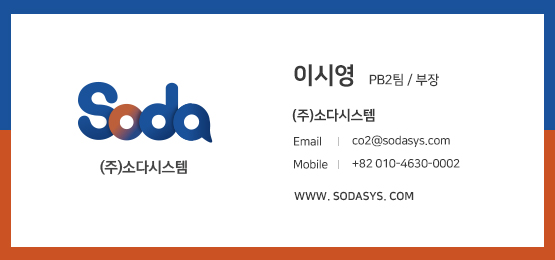 Soda
(주)소다시스템
이시영 PB2팀 / 부장
(주)소다시스템
Email | co2@sodasys.com
Mobile | +82 010-4630-0002
WWW. SODASYS. COM